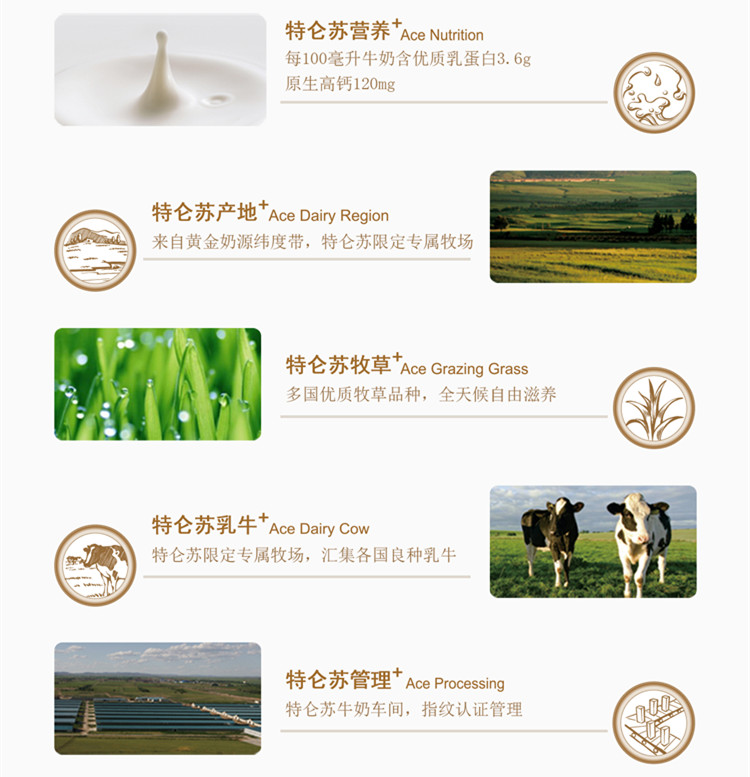 特仑苏营养+Ace Nutrition
每100毫升牛奶含优质乳蛋白3.6g
原生高钙120mg
特仑苏产地+Ace Dairy Region
来自黄金奶源纬度带，特仑苏限定专属牧场
特仑苏牧草+Ace Grazing Grass
多国优质牧草品种，全天候自由滋养
特仑苏乳牛+Ace Dairy Cow
特仑苏限定专属牧场，汇集各国良种乳牛
特仑苏管理+Ace Processing
特仑苏牛奶车间，指纹认证管理